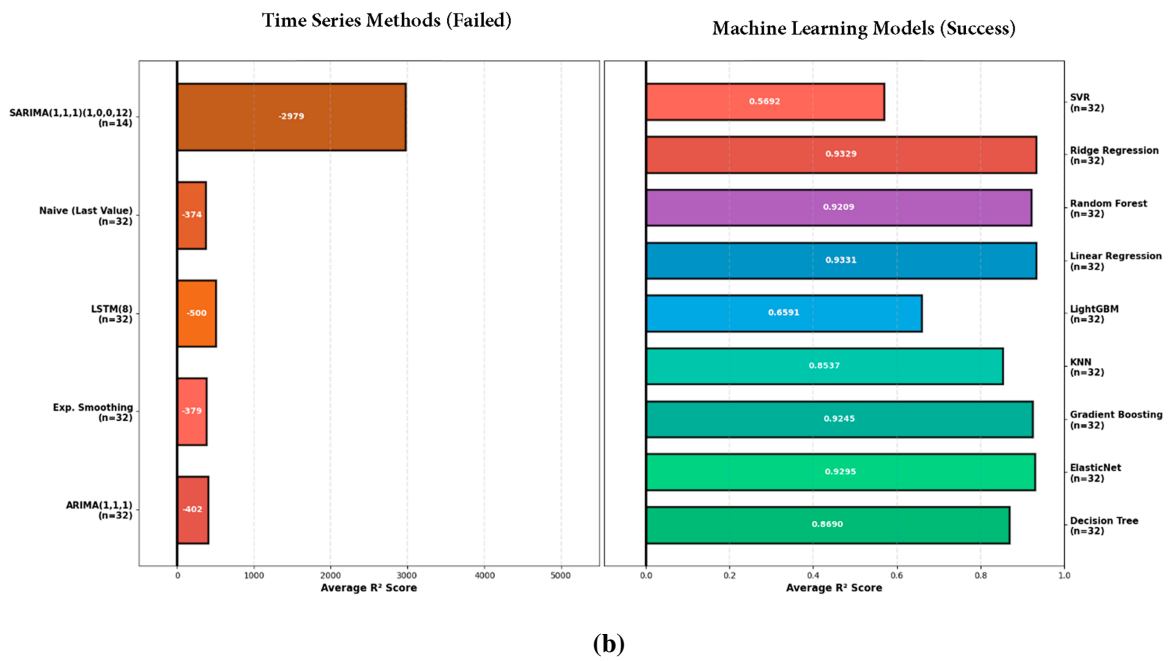 Time Series Methods (Failed)
SARIMA(1,1,1)(1,0,0,12)
(n=14)
-2979
Naive (Last Value)
(n=32)
-374
LSTM(8)
(n=32)
-500
Exp. Smoothing
(n=32)
-379
ARIMA(1,1,1)
(n=32)
-402
0 1000 2000 3000 4000 5000
Average R² Score
Machine Learning Models (Success)
0.5692
SVR
(n=32)
0.9329
Ridge Regression
(n=32)
0.9209
Random Forest
(n=32)
0.9331
Linear Regression
(n=32)
0.6591
LightGBM
(n=32)
0.8537
KNN
(n=32)
0.9245
Gradient Boosting
(n=32)
0.9295
ElasticNet
(n=32)
0.8690
Decision Tree
(n=32)
0.0 0.2 0.4 0.6 0.8 1.0
Average R² Score
(b)